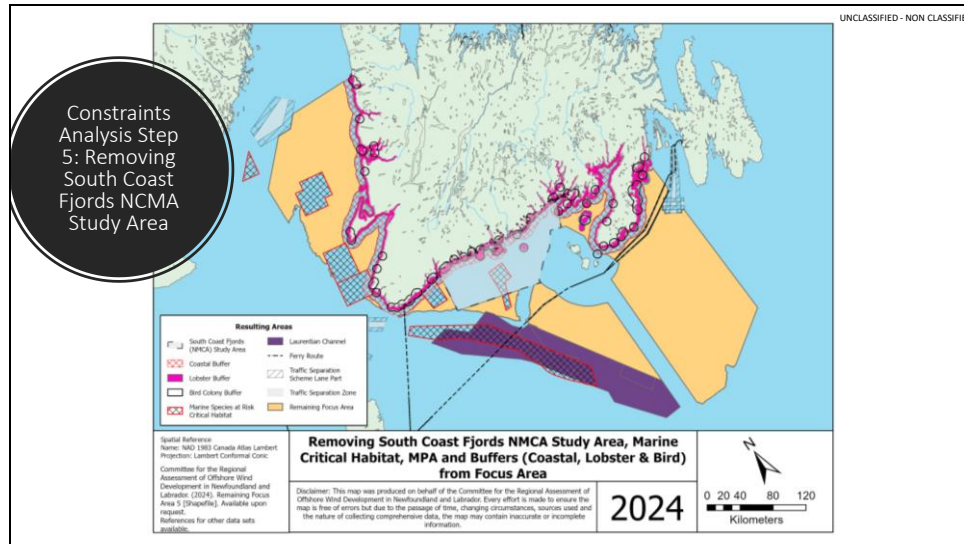 UNCLASSIFIED - NON CLASSIFIÉ
Constraints
Analysis Step
5: Removing
South Coast
Fjords NCMA
Study Area
Resulting Areas
South Coast Fjords
(NMCA) Study Area
Coastal Buffer
Lobster Buffer
Bird Colony Buffer
Marine Species at Risk
Critical Habitat
Laurentian Channel
Ferry Route
Traffic Separation
Scheme Lane Part
Traffic Separation Zone
Remaining Focus Area
Spatial Reference
Name: NAD 1983 Canada Atlas Lambert
Projection: Lambert Conformal Conic
Committee for the Regional
Assessment of Offshore Wind
Development in Newfoundland and
Labrador. (2024). Remaining Focus
Area 5 [Shapefile]. Available upon
request.
References for other data sets
available.
Removing South Coast Fjords NMCA Study Area, Marine
Critical Habitat, MPA and Buffers (Coastal, Lobster & Bird)
from Focus Area
Disclaimer: This map was produced on behalf of the Committee for the Regional Assessment of
Offshore Wind Development in Newfoundland and Labrador. Every effort is made to ensure the
map is free of errors but due to the passage of time, changing circumstances, sources used and
the nature of collecting comprehensive data, the map may contain inaccurate or incomplete
information.
2024
N
0 20 40 80 120
Kilometers